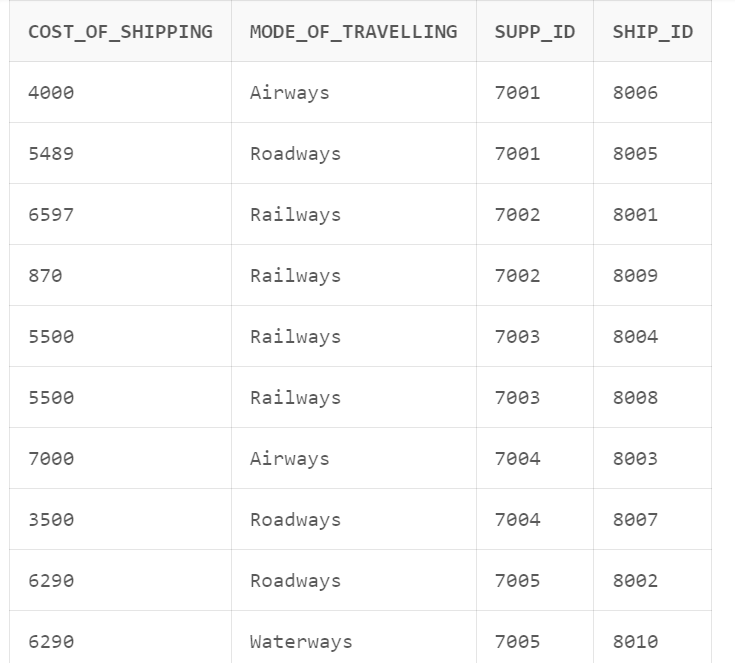 COST_OF_SHIPPING MODE_OF_TRAVELLING SUPP_ID SHIP_ID
4000 Airways 7001 8006
5489 Roadways 7001 8005
6597 Railways 7002 8001
870 Railways 7002 8009
5500 Railways 7003 8004
5500 Railways 7003 8008
7000 Airways 7004 8003
3500 Roadways 7004 8007
6290 Roadways 7005 8002
6290 Waterways 7005 8010